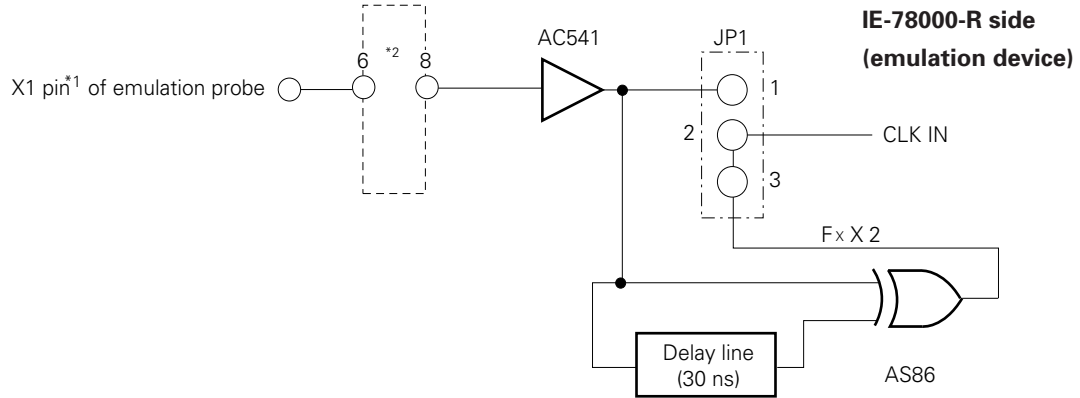 IE-78000-R side
(emulation device)
AC541
JP1
6 *2 8
X1 pin*1 of emulation probe
1
2
CLK IN
3
Fx X 2
Delay line
(30 ns)
AS86